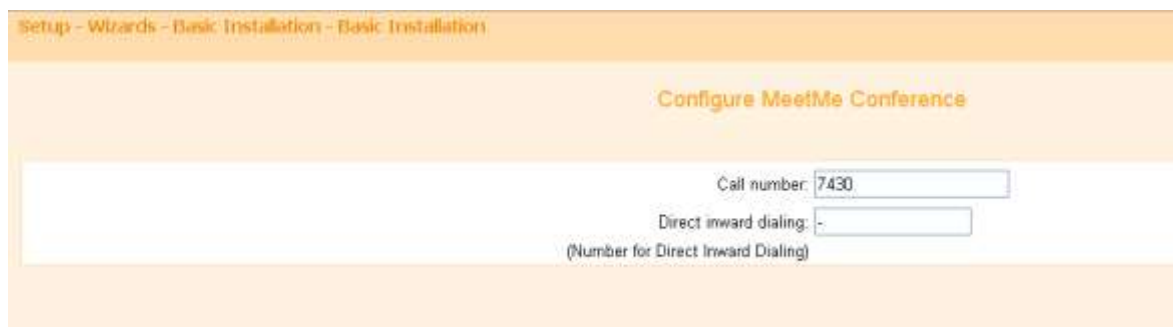 Setup - Wizards - Basic Installation - Basic Installation
Configure MeetMe Conference
Call number: 7430
Direct inward dialing: -
(Number for Direct Inward Dialing)